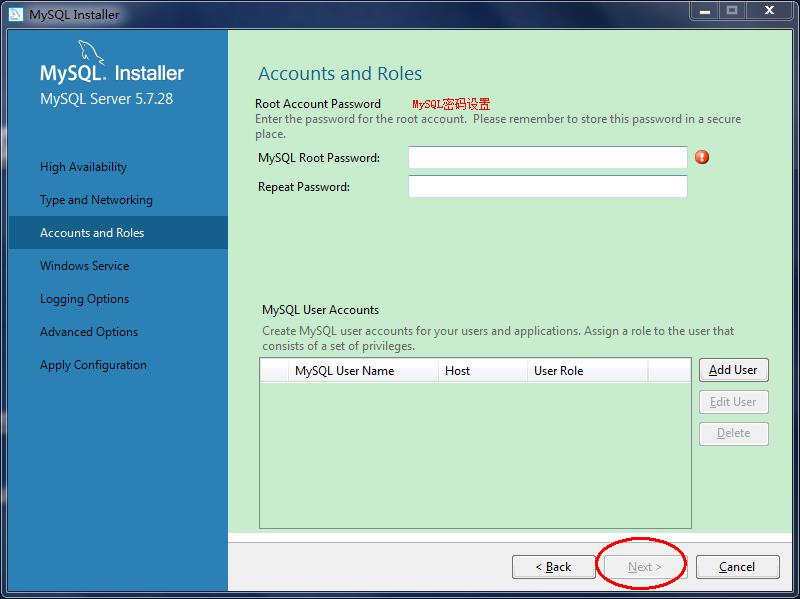 MySQL Installer
MySQL. Installer
MySQL Server 5.7.28
High Availability
Type and Networking
Accounts and Roles
Windows Service
Logging Options
Advanced Options
Apply Configuration
Accounts and Roles
Root Account Password MySQL密码设置
Enter the password for the root account. Please remember to store this password in a secure
place.
MySQL Root Password:
Repeat Password:
MySQL User Accounts
Create MySQL user accounts for your users and applications. Assign a role to the user that
consists of a set of privileges.
MySQL User Name Host User Role
Add User
Edit User
Delete
< Back Next > Cancel